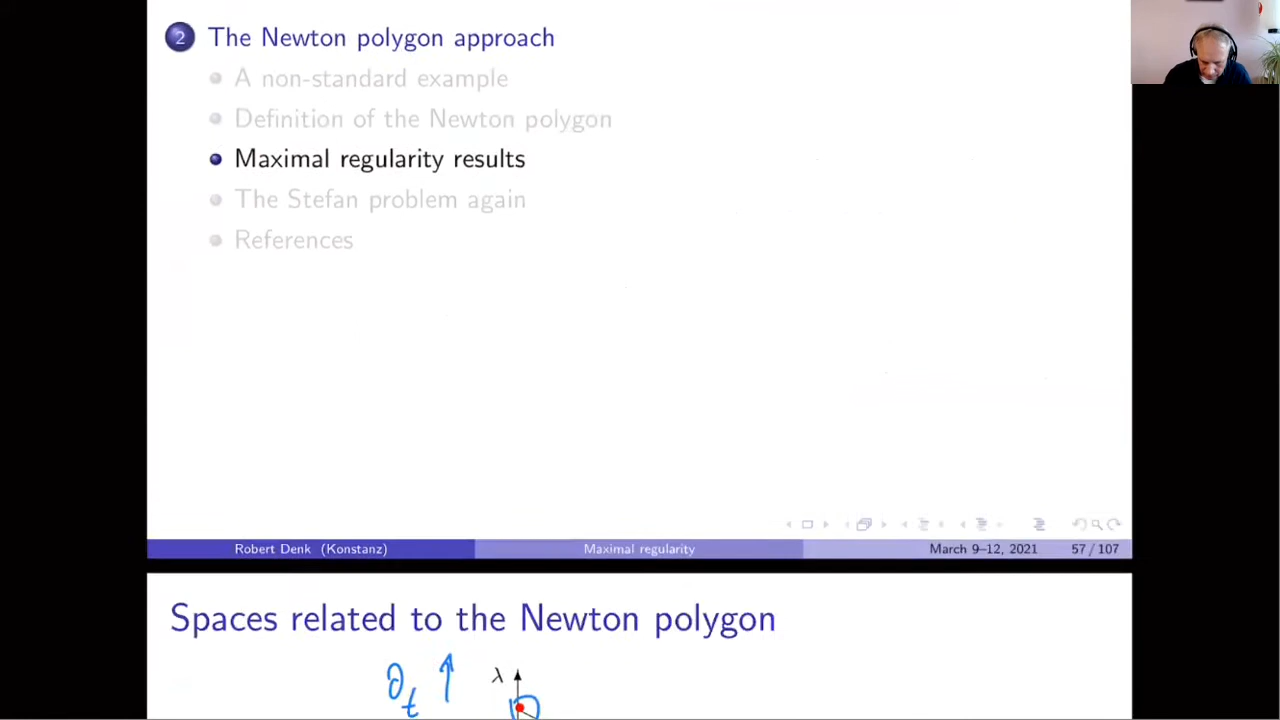 2 The Newton polygon approach
A non-standard example
Definition of the Newton polygon
Maximal regularity results
The Stefan problem again
References
Robert Denk (Konstanz) Maximal regularity March 9–12, 2021 57 / 107
Spaces related to the Newton polygon
∂t λ